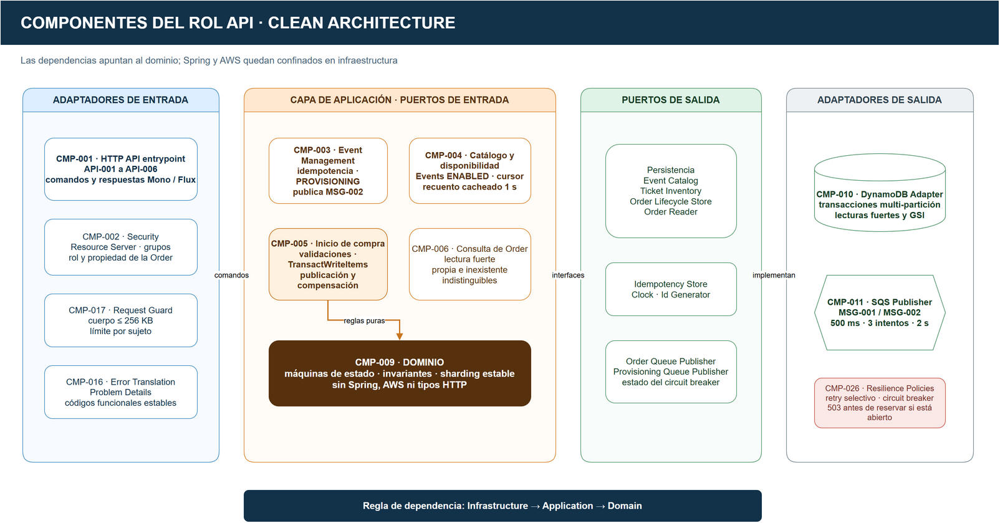 COMPONENTES DEL ROL API · CLEAN ARCHITECTURE
Las dependencias apuntan al dominio; Spring y AWS quedan confinados en infraestructura
ADAPTADORES DE ENTRADA
CMP-001 · HTTP API entrypoint
API-001 a API-006
comandos y respuestas Mono / Flux
CMP-002 · Security
Resource Server · grupos
rol y propiedad de la Order
CMP-017 · Request Guard
cuerpo ≤ 256 KB
límite por sujeto
CMP-016 · Error Translation
Problem Details
códigos funcionales estables
comandos
CAPA DE APLICACIÓN · PUERTOS DE ENTRADA
CMP-003 · Event
Management
idempotencia ·
PROVISIONING
publica MSG-002
CMP-004 · Catálogo y
disponibilidad
Events ENABLED · cursor
recuento cacheado 1 s
CMP-005 · Inicio de compra
validaciones ·
TransactWriteItems
publicación y
compensación
CMP-006 · Consulta de Order
lectura fuerte
propia e inexistente
indistinguibles
reglas puras
CMP-009 · DOMINIO
máquinas de estado · invariantes · sharding estable
sin Spring, AWS ni tipos HTTP
interfaces
PUERTOS DE SALIDA
Persistencia
Event Catalog
Ticket Inventory
Order Lifecycle Store
Order Reader
Idempotency Store
Clock · Id Generator
Order Queue Publisher
Provisioning Queue Publisher
estado del circuit breaker
implementan
ADAPTADORES DE SALIDA
CMP-010 · DynamoDB Adapter
transacciones multi-partición
lecturas fuertes y GSI
CMP-011 · SQS Publisher
MSG-001 / MSG-002
500 ms · 3 intentos · 2 s
CMP-026 · Resilience Policies
retry selectivo · circuit breaker
503 antes de reservar si está
abierto
Regla de dependencia: Infrastructure → Application → Domain